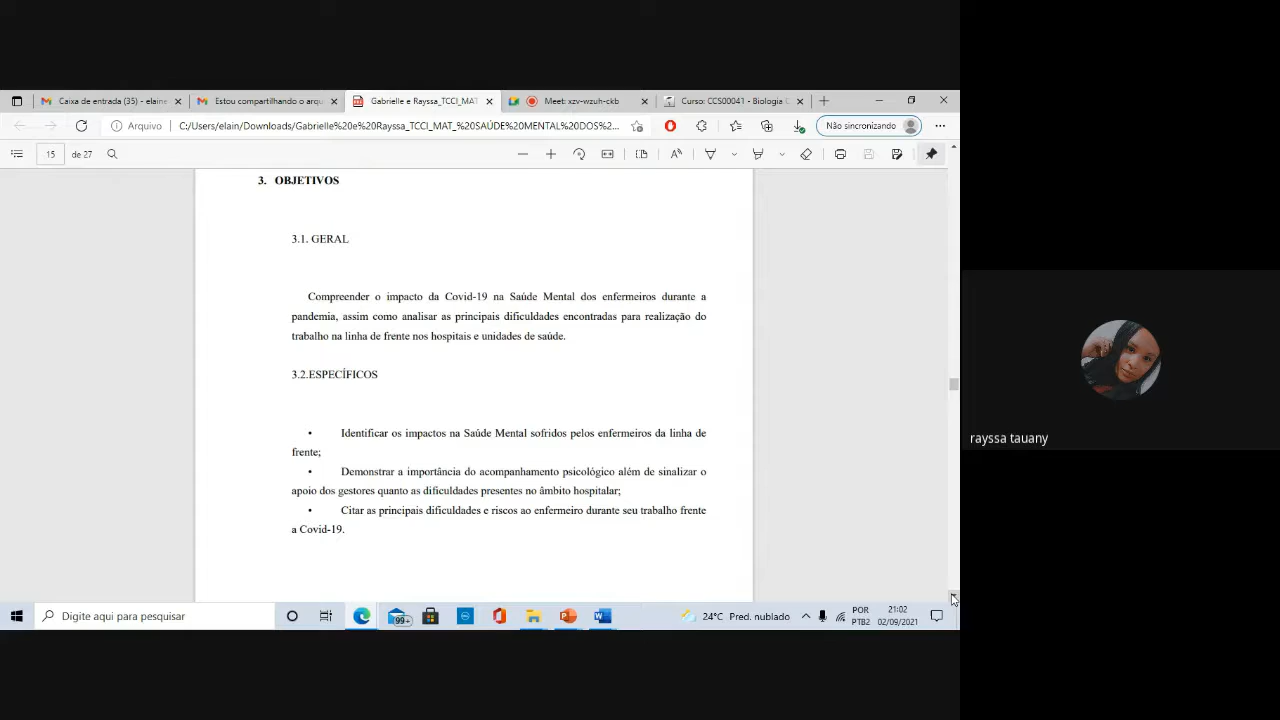 Caixa de entrada (35) - elaine
Estou compartilhando o arqu
Gabrielle e Rayssa_TCCI_MAT
Meet: xzv-wzuh-ckb
Curso: CCS00041 - Biologia
Arquivo
C:/Users/elain/Downloads/Gabrielle%20e%20Rayssa_TCCI_MAT_%20SAÚDE%20MENTAL%20DOS%2...
Não sincronizando
15 de 27
3. OBJETIVOS
3.1. GERAL
Compreender o impacto da Covid-19 na Saúde Mental dos enfermeiros durante a
pandemia, assim como analisar as principais dificuldades encontradas para realização do
trabalho na linha de frente nos hospitais e unidades de saúde.
3.2.ESPECÍFICOS
• Identificar os impactos na Saúde Mental sofridos pelos enfermeiros da linha de
frente;
• Demonstrar a importância do acompanhamento psicológico além de sinalizar o
apoio dos gestores quanto as dificuldades presentes no âmbito hospitalar;
• Citar as principais dificuldades e riscos ao enfermeiro durante seu trabalho frente
a Covid-19.
rayssa tauany
Digite aqui para pesquisar
99+
24°C Pred. nublado
POR
PTB2
21:02
02/09/2021